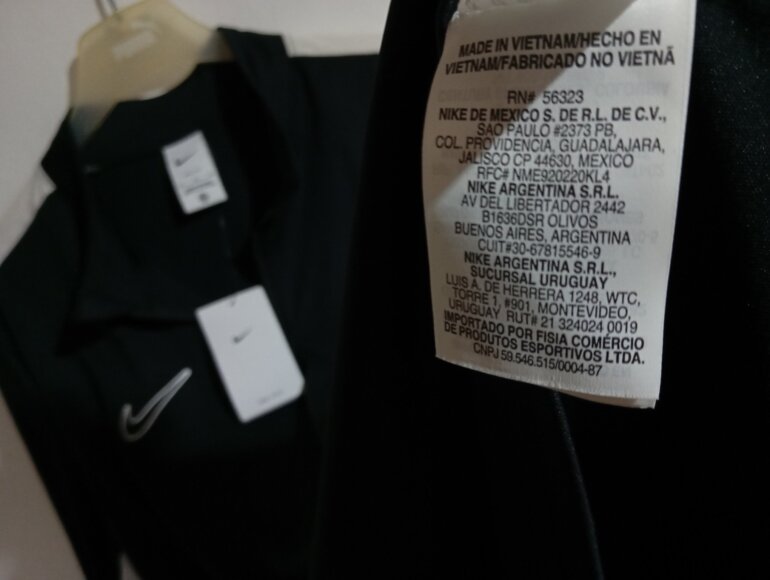 MADE IN VIETNAM/HECHO EN
VIETNAM/FABRICADO NO VIETNÃ
RN# 56323
NIKE DE MEXICO S. DE R.L. DE C.V.,
SAO PAULO #2373 PB,
COL. PROVIDENCIA, GUADALAJARA,
JALISCO CP 44630, MEXICO
RFC# NME920220KL4
NIKE ARGENTINA S.R.L.
AV DEL LIBERTADOR 2442
B1636DSR OLIVOS
BUENOS AIRES, ARGENTINA
CUIT#30-67815546-9
NIKE ARGENTINA S.R.L.,
SUCURSAL URUGUAY
LUIS A. DE HERRERA 1248, WTC,
TORRE 1, #901, MONTEVIDEO,
URUGUAY RUT# 21 324024 0019
IMPORTADO POR FISIA COMÉRCIO
DE PRODUTOS ESPORTIVOS LTDA.
CNPJ 59.546.515/0004-87